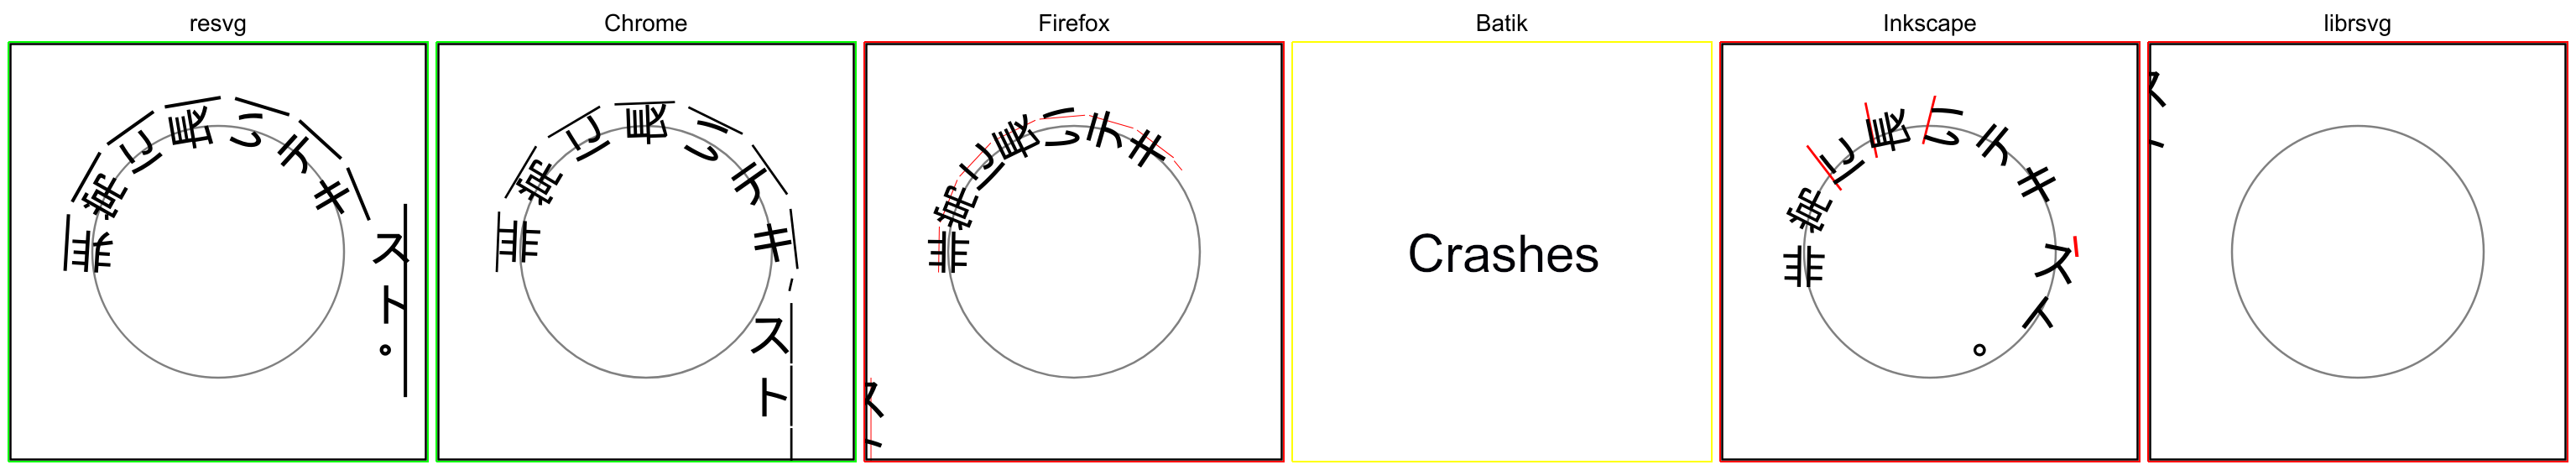 resvg
非常に長いテキスト。
Chrome
非常に長いテキスト
Firefox
非常に長いテキ
Batik
Crashes
Inkscape
非常に長いテキスト。
librsvg